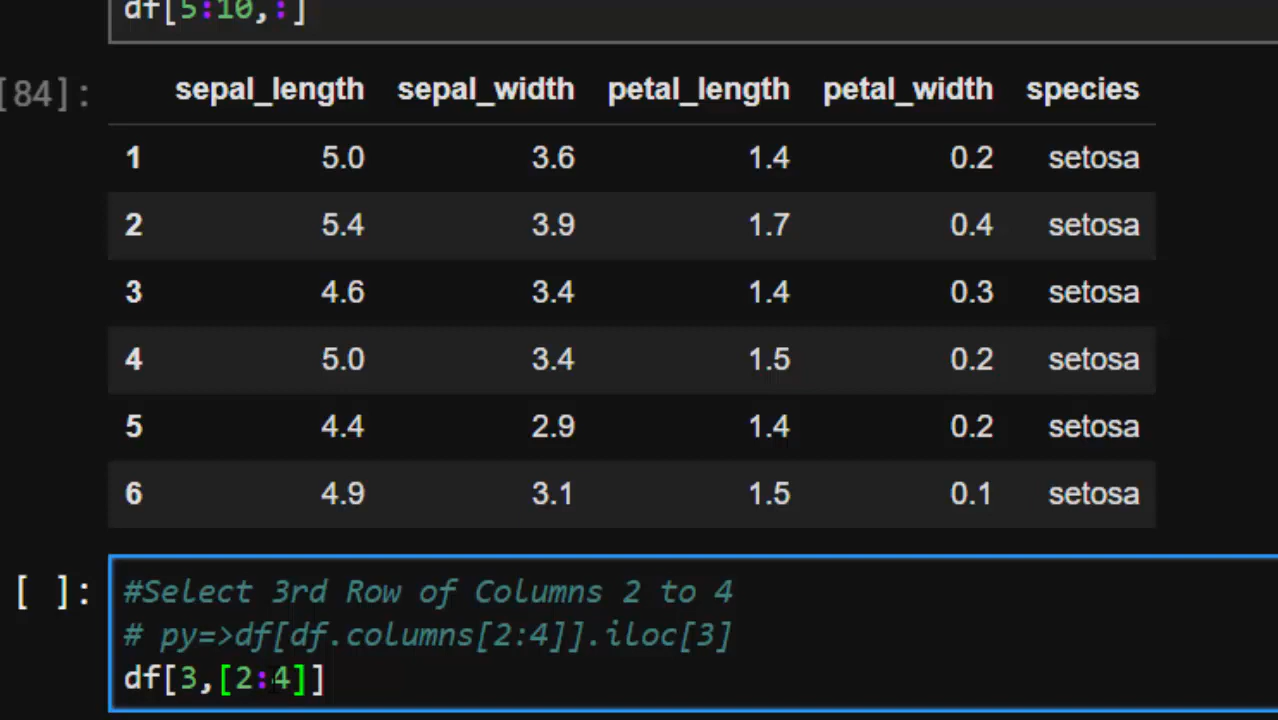 df[5:10,:]
[84]:
sepal_length sepal_width petal_length petal_width species
1 5.0 3.6 1.4 0.2 setosa
2 5.4 3.9 1.7 0.4 setosa
3 4.6 3.4 1.4 0.3 setosa
4 5.0 3.4 1.5 0.2 setosa
5 4.4 2.9 1.4 0.2 setosa
6 4.9 3.1 1.5 0.1 setosa
[ ]:
#Select 3rd Row of Columns 2 to 4
# py=>df[df.columns[2:4]].iloc[3]
df[3,[2:4]]